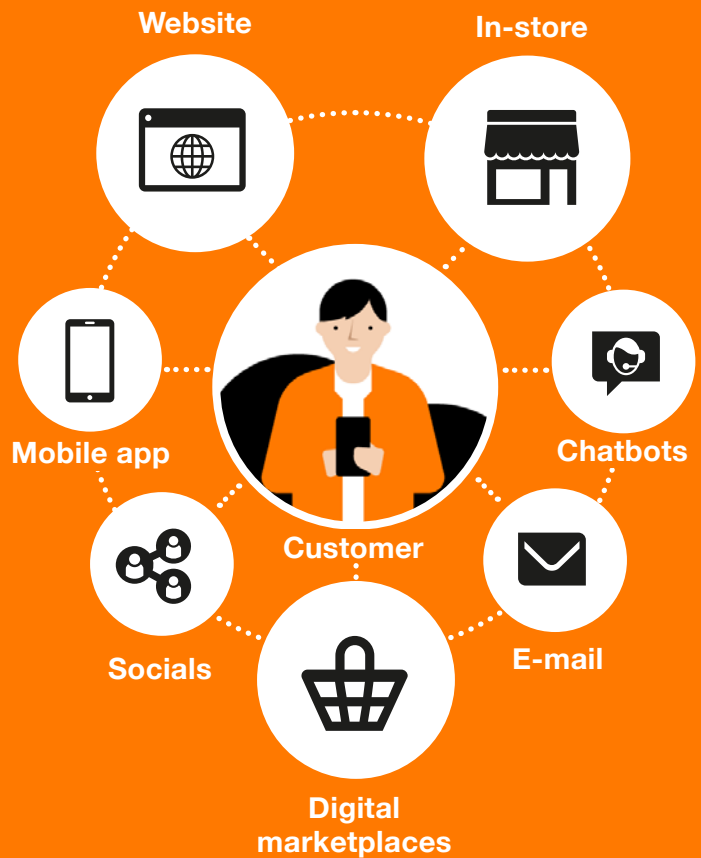 Website
In-store
Mobile app
Chatbots
Customer
Socials
E-mail
Digital
marketplaces